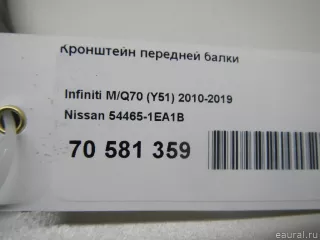 Кронштейн передней балки
Infiniti M/Q70 (Y51) 2010-2019
Nissan 54465-1EA1B
70 581 359
eaural.ru